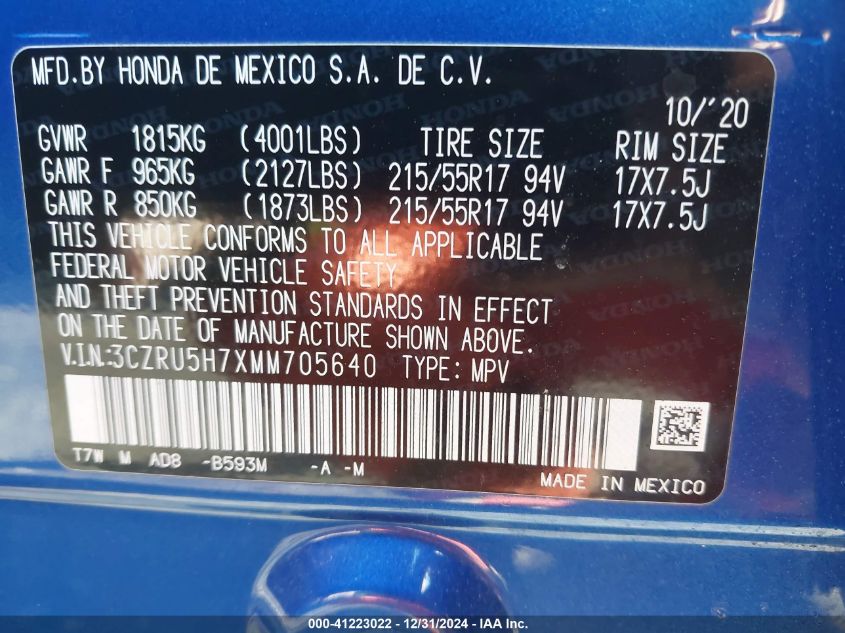 MFD.BY HONDA DE MEXICO S.A. DE C.V.
10/'20
GVWR 1815KG (4001LBS) TIRE SIZE RIM SIZE
GAWR F 965KG (2127LBS) 215/55R17 94V 17X7.5J
GAWR R 850KG (1873LBS) 215/55R17 94V 17X7.5J
THIS VEHICLE CONFORMS TO ALL APPLICABLE
FEDERAL MOTOR VEHICLE SAFETY
AND THEFT PREVENTION STANDARDS IN EFFECT
ON THE DATE OF MANUFACTURE SHOWN ABOVE.
V.I.N.:3CZRU5H7XMM705640 TYPE: MPV
T7W M AD8 -B593M -A -M
MADE IN MEXICO
000-41223022 - 12/31/2024 - IAAI.COM